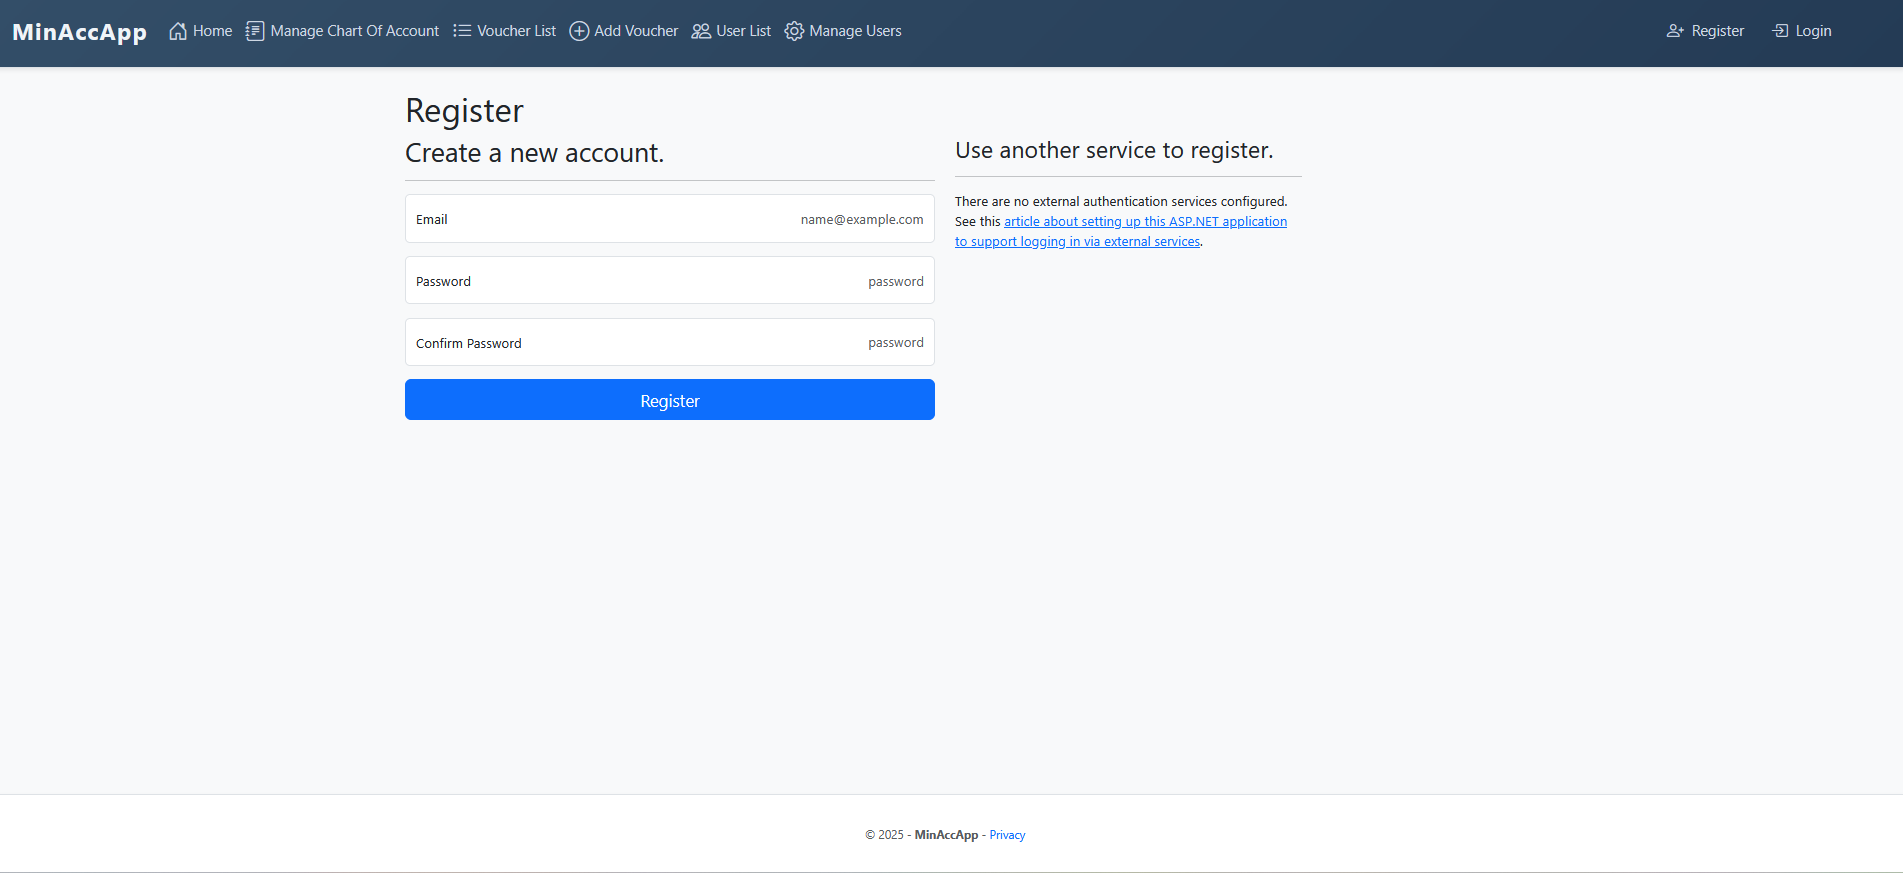 MinAccApp Home Manage Chart Of Account Voucher List Add Voucher User List Manage Users Register Login
Register
Create a new account.
Email name@example.com
Password password
Confirm Password password
Register
Use another service to register.
There are no external authentication services configured.
See this article about setting up this ASP.NET application
to support logging in via external services.
© 2025 - MinAccApp - Privacy